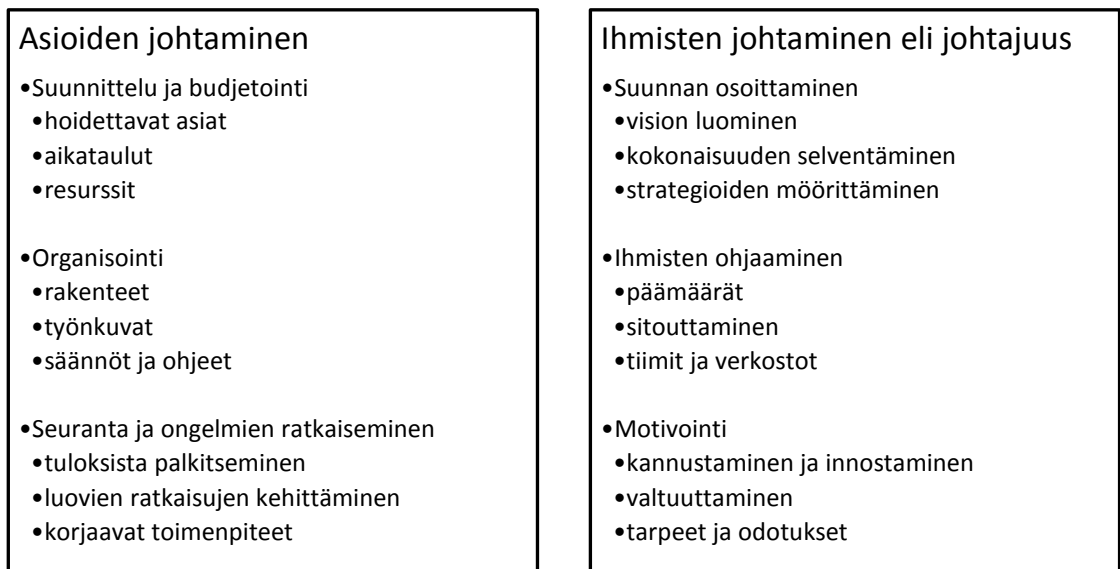 Asioiden johtaminen
•Suunnittelu ja budjetointi
•hoidettavat asiat
•aikataulut
•resurssit
•Organisointi
•rakenteet
•työnkuvat
•säännöt ja ohjeet
•Seuranta ja ongelmien ratkaiseminen
•tuloksista palkitseminen
•luovien ratkaisujen kehittäminen
•korjaavat toimenpiteet
Ihmisten johtaminen eli johtajuus
•Suunnan osoittaminen
•vision luominen
•kokonaisuuden selventäminen
•strategioiden möörittäminen
•Ihmisten ohjaaminen
•päämäärät
•sitouttaminen
•tiimit ja verkostot
•Motivointi
•kannustaminen ja innostaminen
•valtuuttaminen
•tarpeet ja odotukset